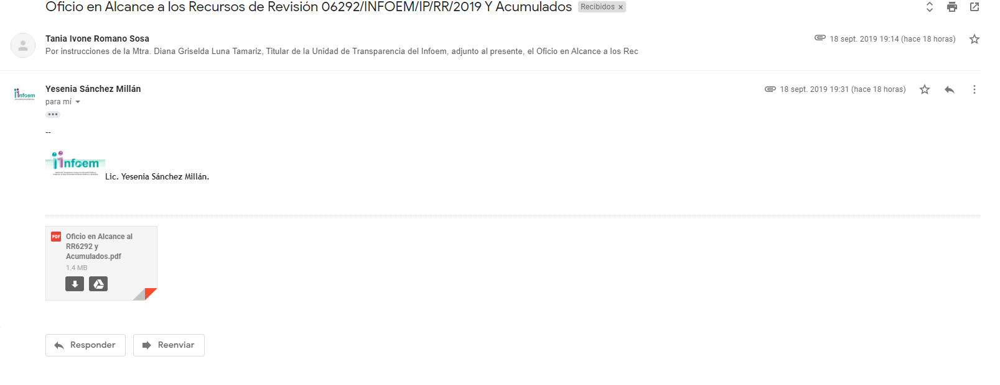 Oficio en Alcance a los Recursos de Revisión 06292/INFOEM/IP/RR/2019 Y Acumulados Recibidos ×
Tania Ivone Romano Sosa 18 sept. 2019 19:14 (hace 18 horas)
Por instrucciones de la Mtra. Diana Griselda Luna Tamariz, Titular de la Unidad de Transparencia del Infoem, adjunto al presente, el Oficio en Alcance a los Rec
infoem
Yesenia Sánchez Millán 18 sept. 2019 19:31 (hace 18 horas)
para mí
--
infoem
Lic. Yesenia Sánchez Millán.
PDF Oficio en Alcance al
RR6292 y
Acumulados.pdf
1.4 MB
Responder Reenviar